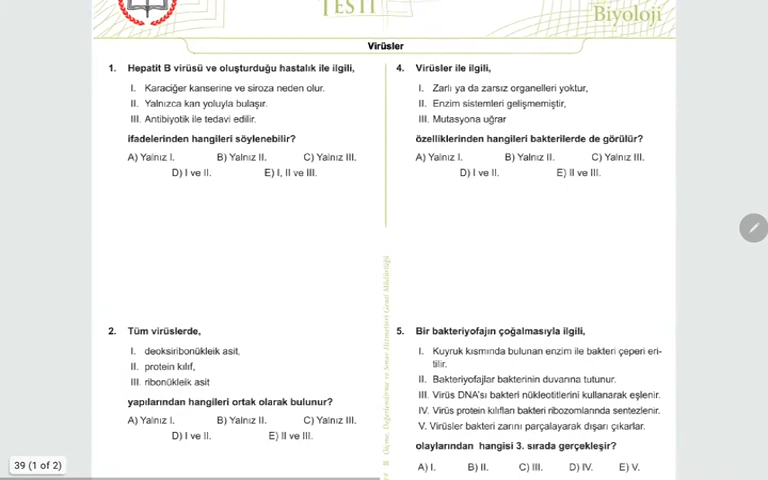 TESTİ
Biyoloji
Virüsler
1. Hepatit B virüsü ve oluşturduğu hastalık ile ilgili,
I. Karaciğer kanserine ve siroza neden olur.
II. Yalnızca kan yoluyla bulaşır.
III. Antibiyotik ile tedavi edilir.
ifadelerinden hangileri söylenebilir?
A) Yalnız I. B) Yalnız II. C) Yalnız III.
D) I ve II. E) I, II ve III.
2. Tüm virüslerde,
I. deoksiribonükleik asit,
II. protein kılıf,
III. ribonükleik asit
yapılarından hangileri ortak olarak bulunur?
A) Yalnız I. B) Yalnız II. C) Yalnız III.
D) I ve II. E) II ve III.
Ölçme, Değerlendirme ve Sınav Hizmetleri Genel Müdürlüğü
4. Virüsler ile ilgili,
I. Zarlı ya da zarsız organelleri yoktur,
II. Enzim sistemleri gelişmemiştir,
III. Mutasyona uğrar
özelliklerinden hangileri bakterilerde de görülür?
A) Yalnız I. B) Yalnız II. C) Yalnız III.
D) I ve II. E) II ve III.
5. Bir bakteriyofajın çoğalmasıyla ilgili,
I. Kuyruk kısmında bulunan enzim ile bakteri çeperi eri-
tilir.
II. Bakteriyofajlar bakterinin duvarına tutunur.
III. Virüs DNA'sı bakteri nükleotitlerini kullanarak eşlenir.
IV. Virüs protein kılıfları bakteri ribozomlarında sentezlenir.
V. Virüsler bakteri zarını parçalayarak dışarı çıkarlar.
olaylarından hangisi 3. sırada gerçekleşir?
A) I. B) II. C) III. D) IV. E) V.
39 (1 of 2)